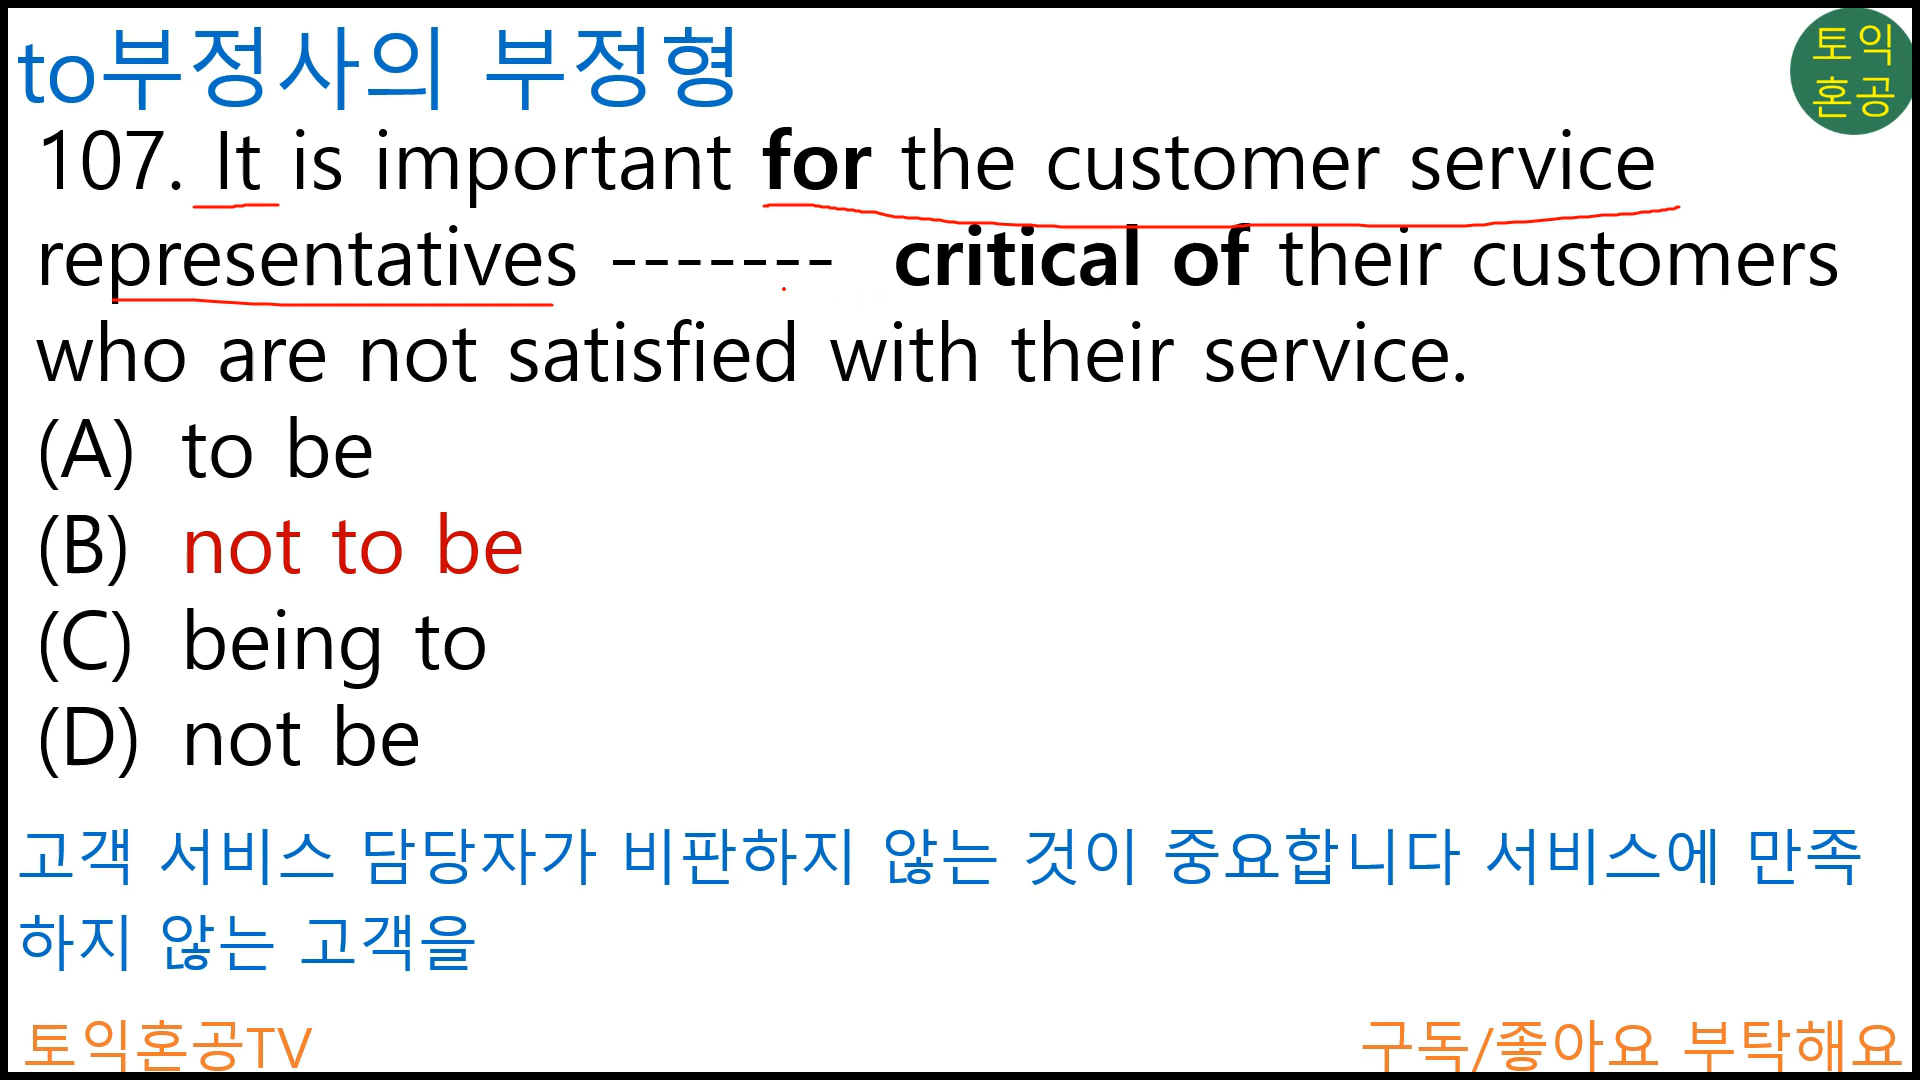 to부정사의 부정형
토익
혼공
107. It is important for the customer service
representatives ------- critical of their customers
who are not satisfied with their service.
(A) to be
(B) not to be
(C) being to
(D) not be
고객 서비스 담당자가 비판하지 않는 것이 중요합니다 서비스에 만족
하지 않는 고객을
토익혼공TV
구독/좋아요 부탁해요